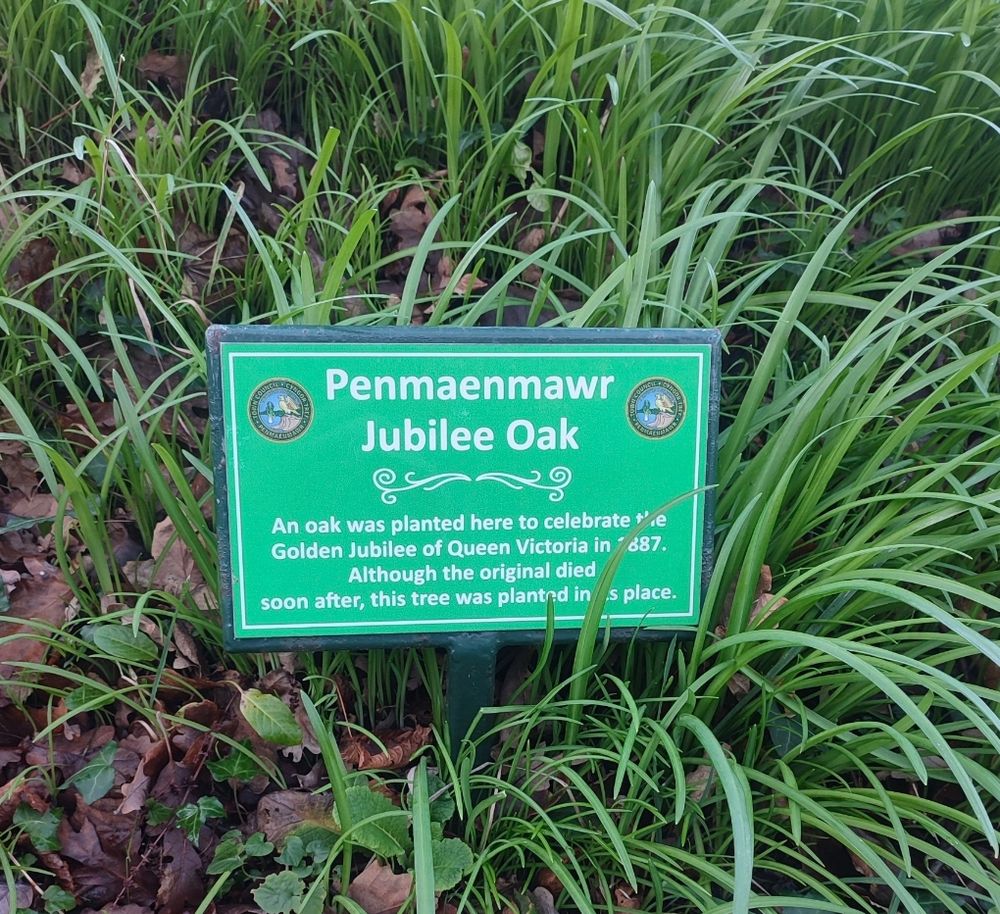 Penmaenmawr
Jubilee Oak
An oak was planted here to celebrate the
Golden Jubilee of Queen Victoria in 1887.
Although the original died
soon after, this tree was planted in its place.